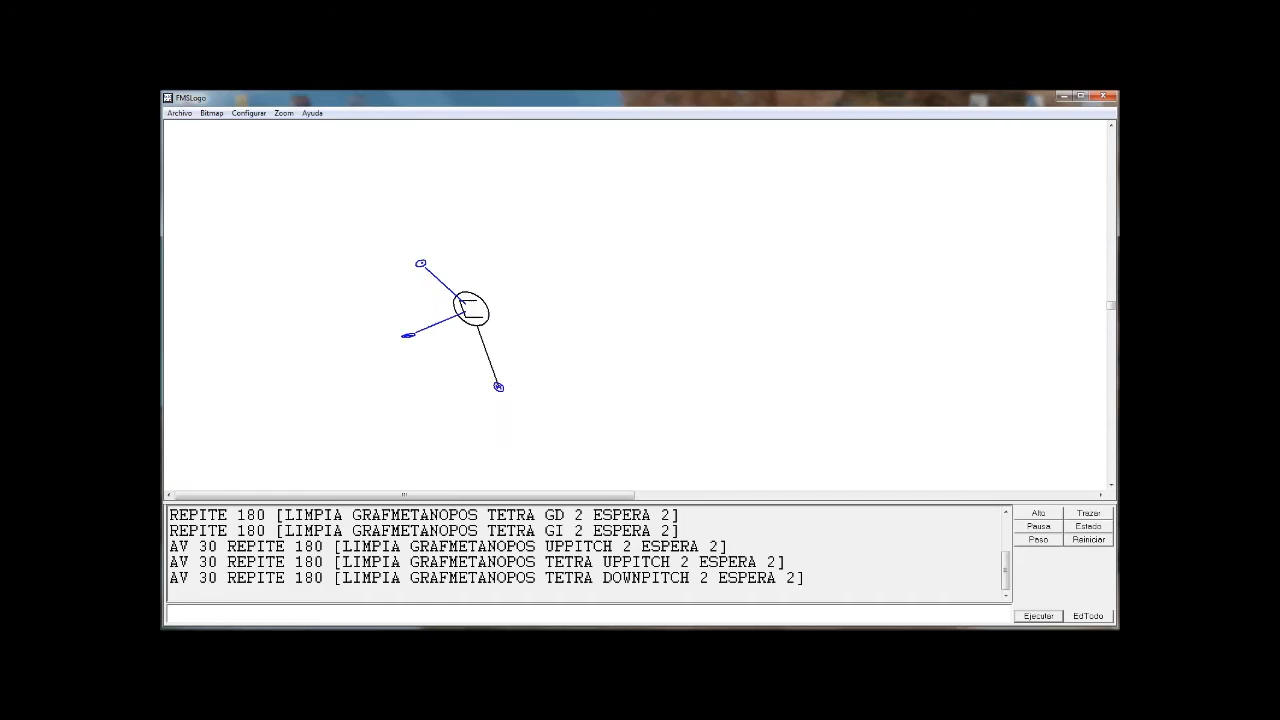 FMSLogo
Archivo Bitmap Configurar Zoom Ayuda
REPITE 180 [LIMPIA GRAFMETANOPOS TETRA GD 2 ESPERA 2]
REPITE 180 [LIMPIA GRAFMETANOPOS TETRA GI 2 ESPERA 2]
AV 30 REPITE 180 [LIMPIA GRAFMETANOPOS UPPITCH 2 ESPERA 2]
AV 30 REPITE 180 [LIMPIA GRAFMETANOPOS TETRA UPPITCH 2 ESPERA 2]
AV 30 REPITE 180 [LIMPIA GRAFMETANOPOS TETRA DOWNPITCH 2 ESPERA 2]
Alto Trazar
Pausa Estado
Paso Reiniciar
Ejecutar EdTodo